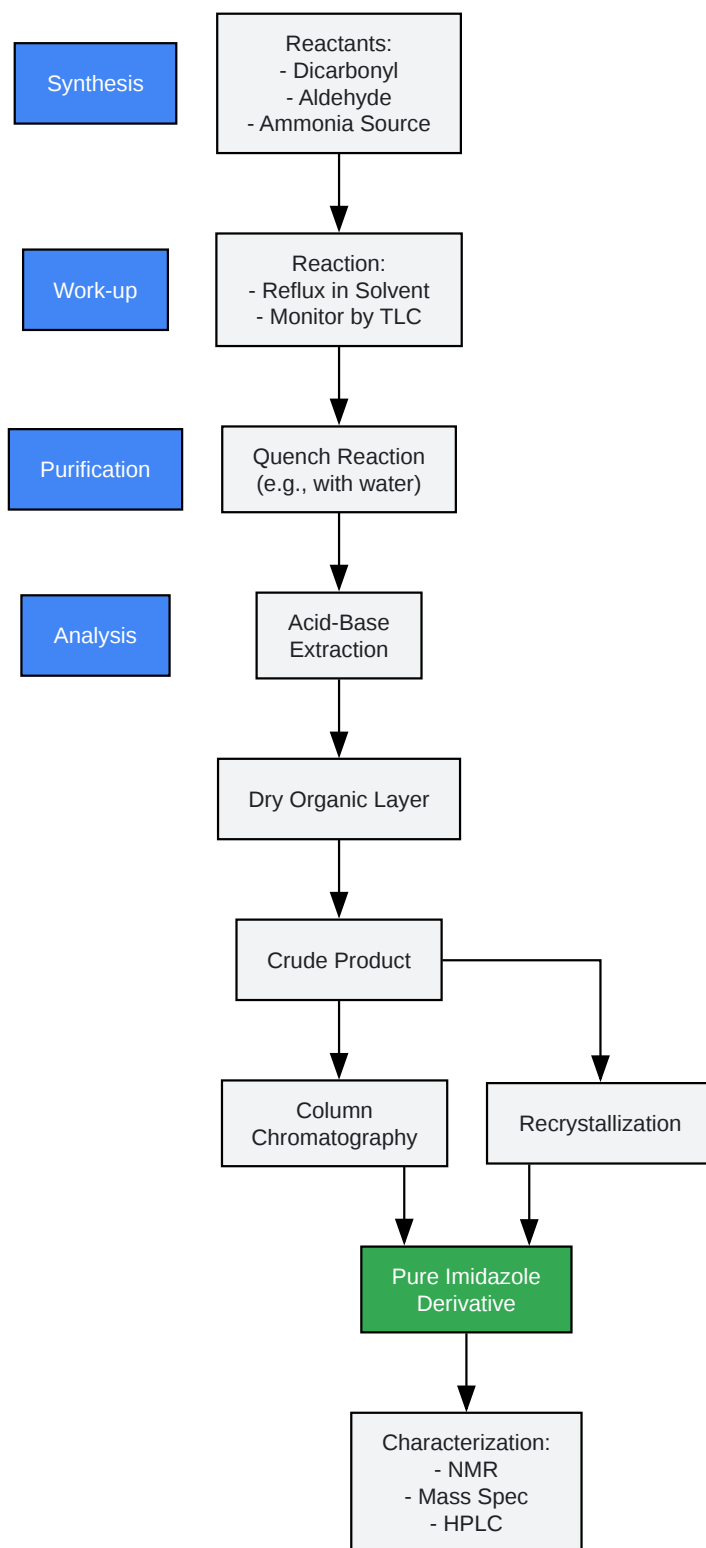 Synthesis
Reactants:
- Dicarbonyl
- Aldehyde
- Ammonia Source
Work-up
Reaction:
- Reflux in Solvent
- Monitor by TLC
Purification
Quench Reaction
(e.g., with water)
Analysis
Acid-Base
Extraction
Dry Organic Layer
Crude Product
Column
Chromatography
Recrystallization
Pure Imidazole
Derivative
Characterization:
- NMR
- Mass Spec
- HPLC